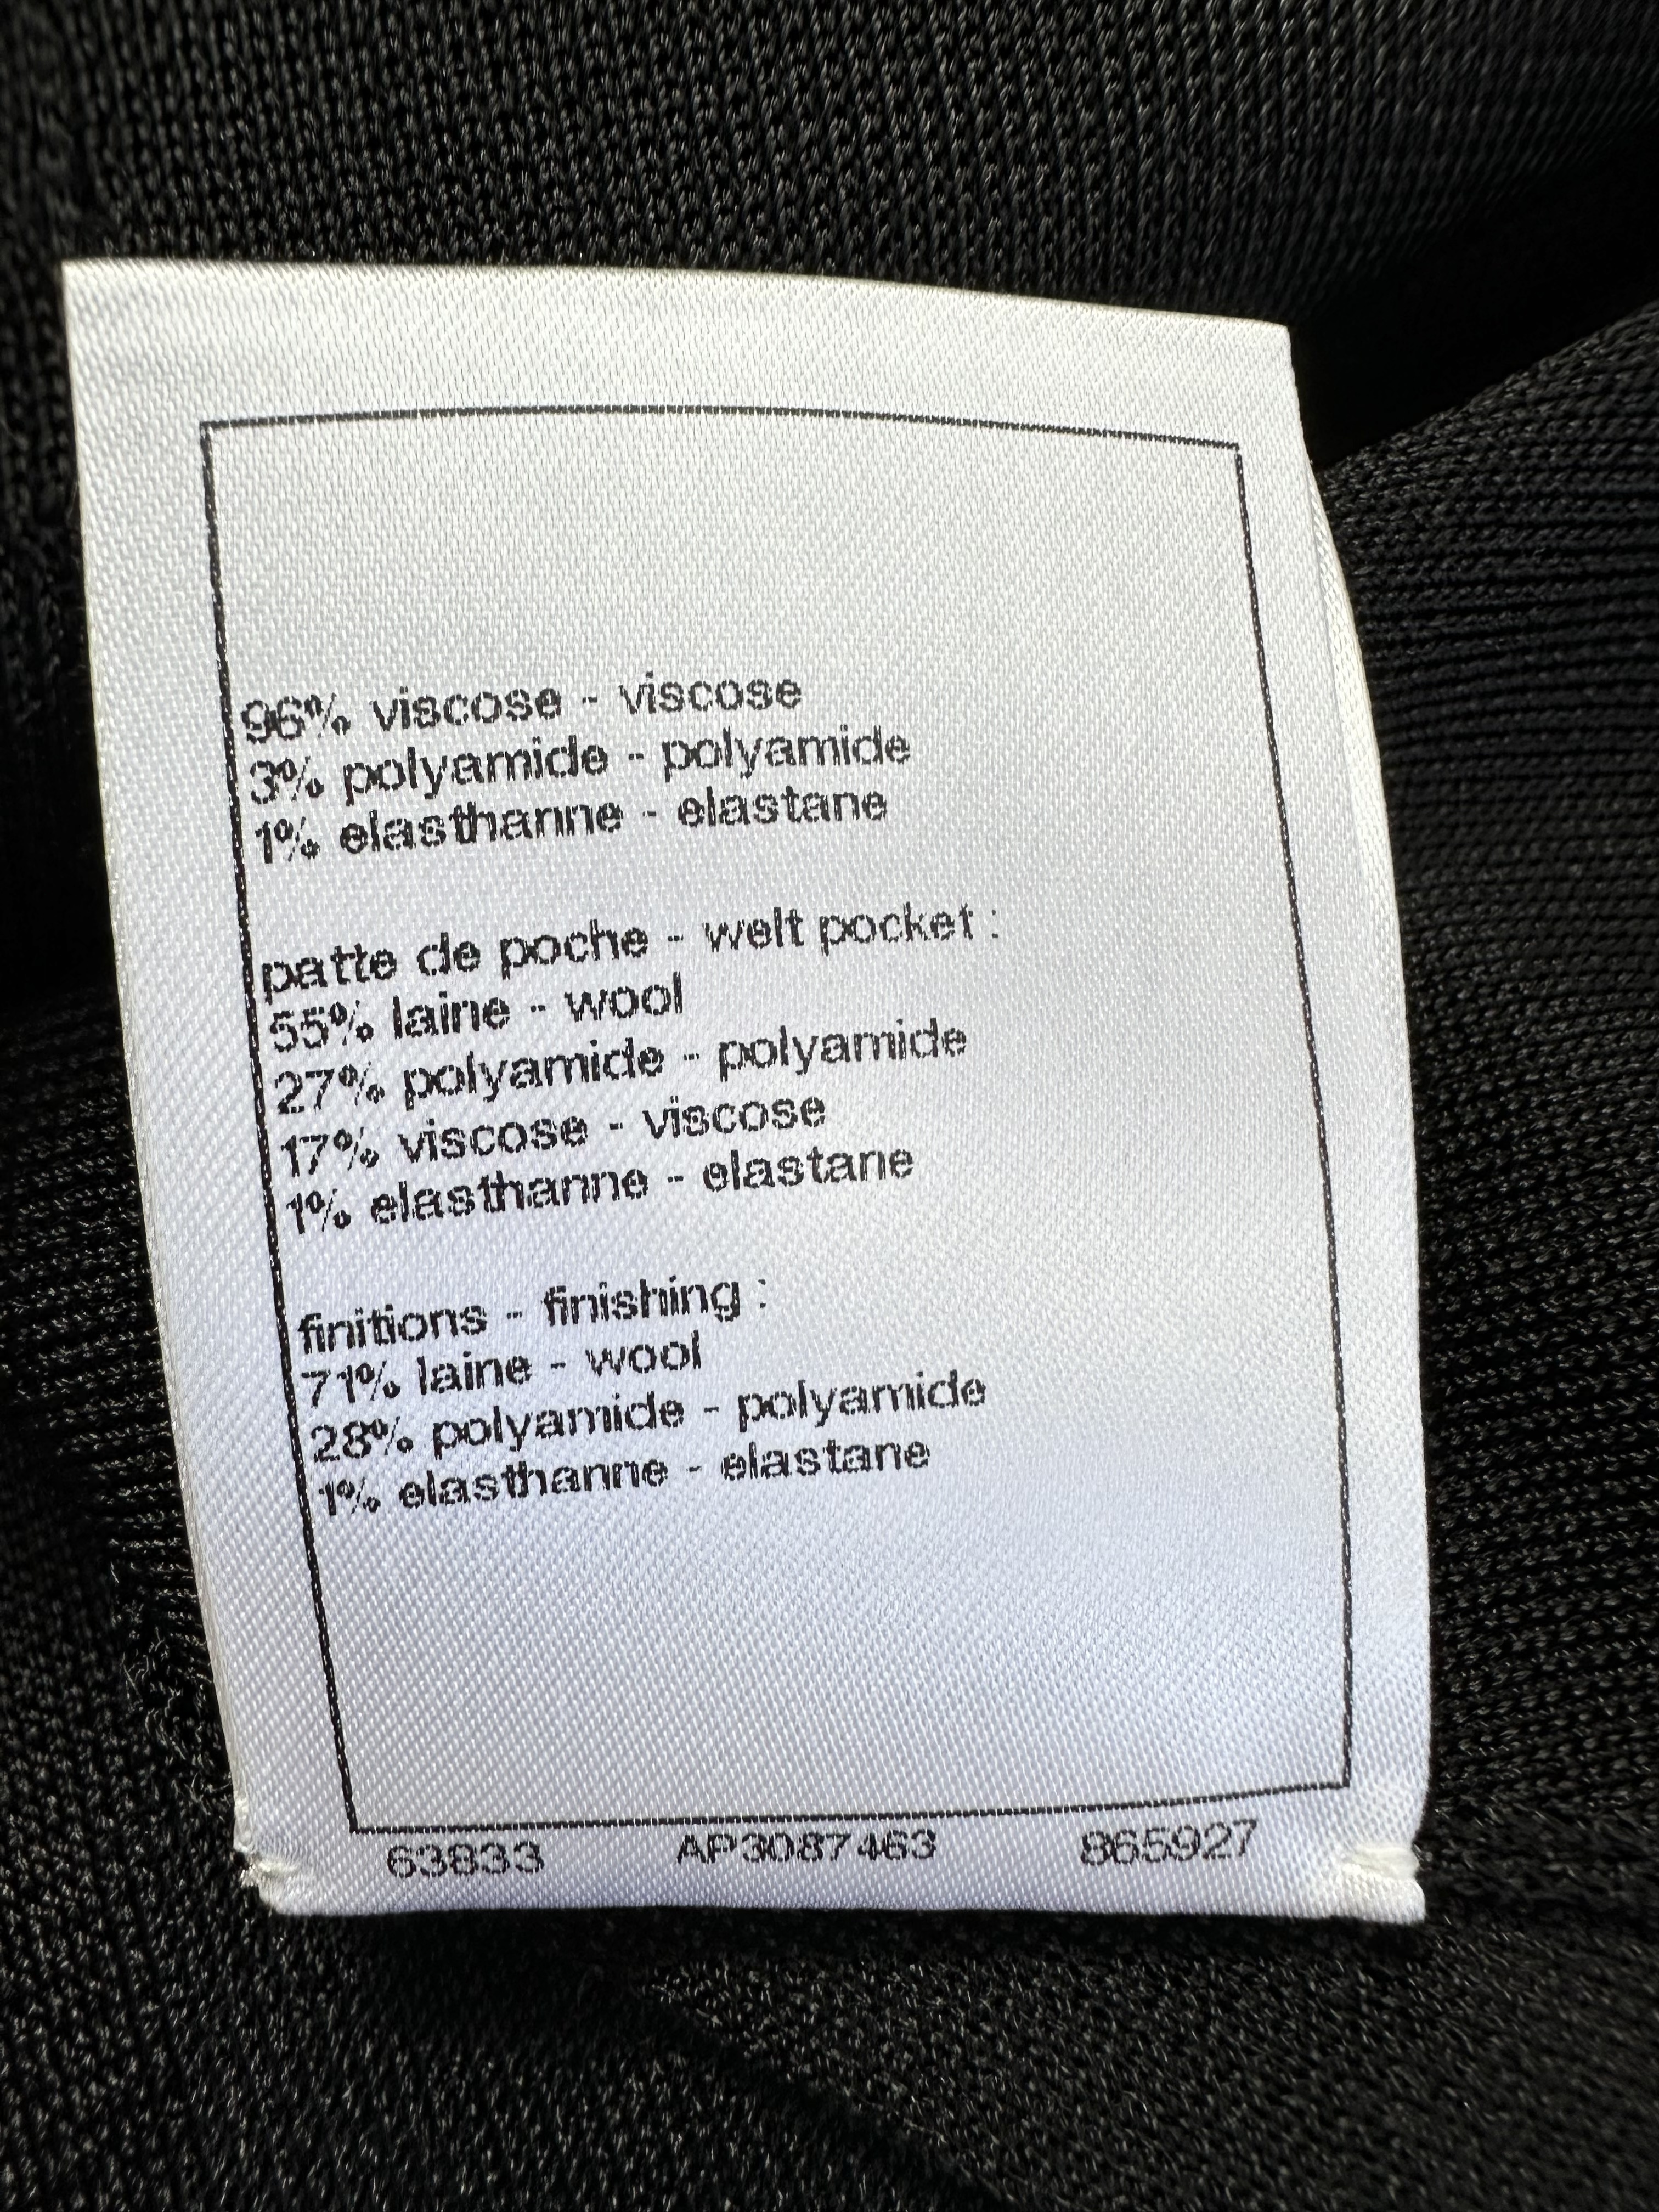 96% viscose - viscose
3% polyamide - polyamide
1% elasthanne - elastane
patte de poche - welt pocket :
55% laine - wool
27% polyamide - polyamide
17% viscose - viscose
1% elasthanne - elastane
finitions - finishing :
71% laine - wool
28% polyamide - polyamide
1% elasthanne - elastane
63833 AP3087463 865927